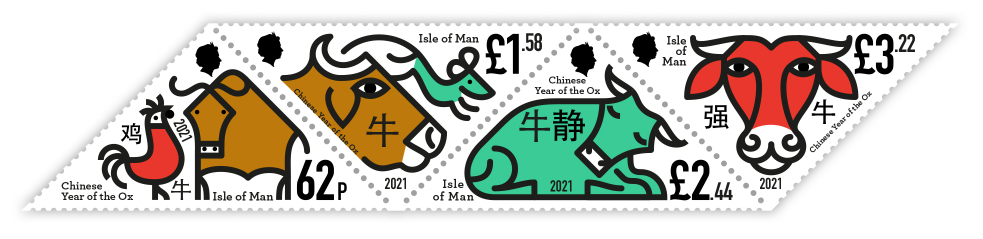 鸡
2021
牛
Chinese
Year of the Ox
Isle of Man
62P
Chinese Year of the Ox
牛
Isle of Man
£1.58
2021
Chinese
Year of the Ox
牛静
2021
Isle
of Man
£2.44
Isle
of
Man
£3.22
强
牛
Chinese Year of the Ox
2021